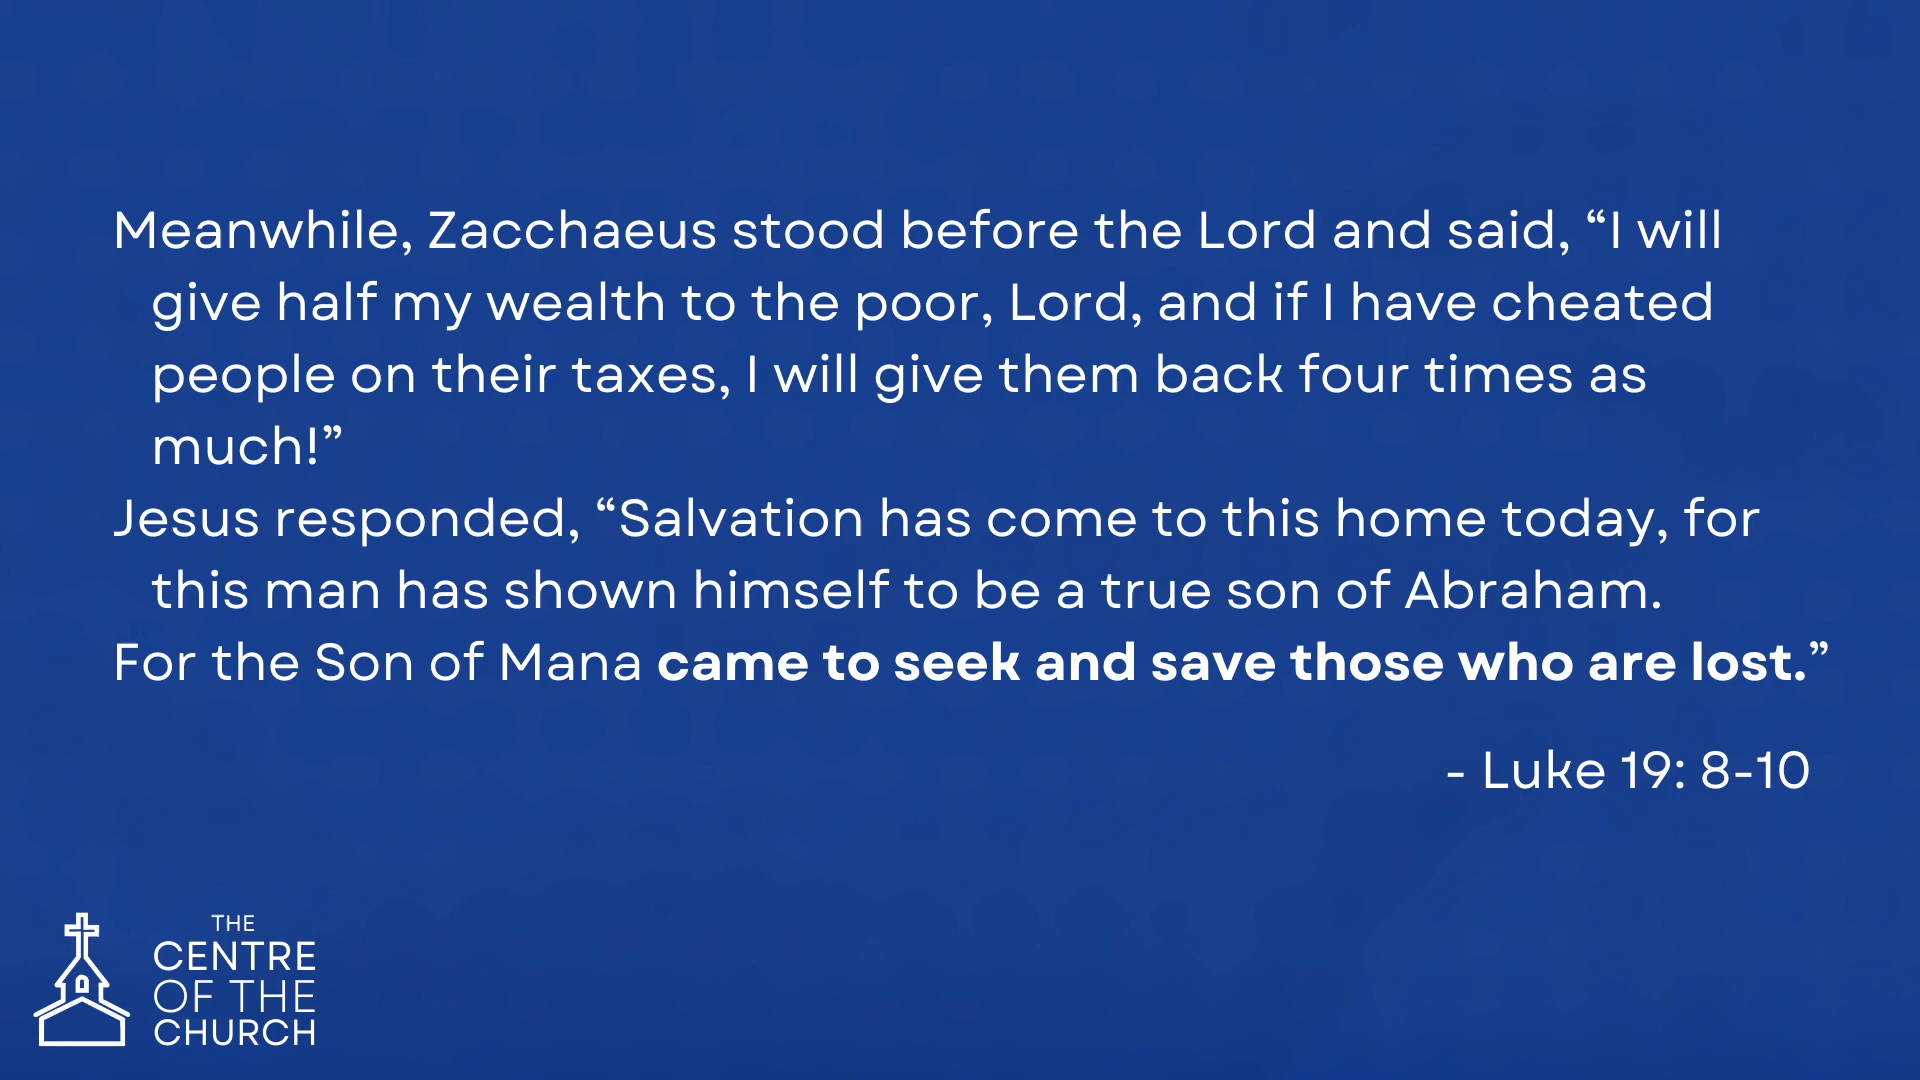 Meanwhile, Zacchaeus stood before the Lord and said, “I will
give half my wealth to the poor, Lord, and if I have cheated
people on their taxes, I will give them back four times as
much!”
Jesus responded, “Salvation has come to this home today, for
this man has shown himself to be a true son of Abraham.
For the Son of Mana came to seek and save those who are lost.”
- Luke 19: 8-10
THE
CENTRE
OF THE
CHURCH